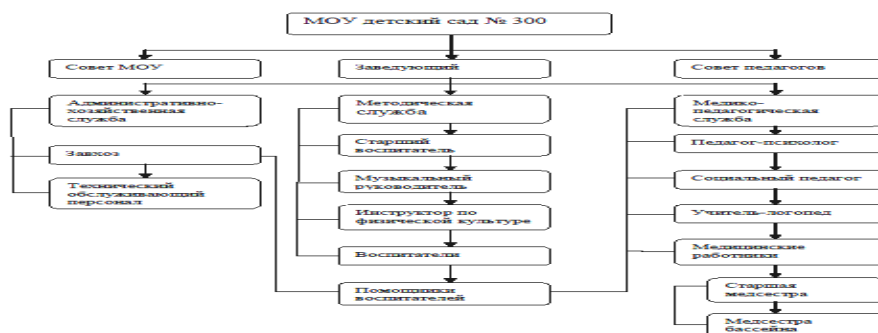 МОУ детский сад № 300
Совет МОУ
Заведующий
Совет педагогов
Административно-
хозяйственная
служба
Завхоз
Технический
обслуживающий
персонал
Методическая
служба
Старший
воспитатель
Музыкальный
руководитель
Инструктор по
физической культуре
Воспитатели
Помощники
воспитателей
Медико-
педагогическая
служба
Педагог-психолог
Социальный педагог
Учитель-логопед
Медицинские
работники
Старшая
медсестра
Медсестра
бассейна